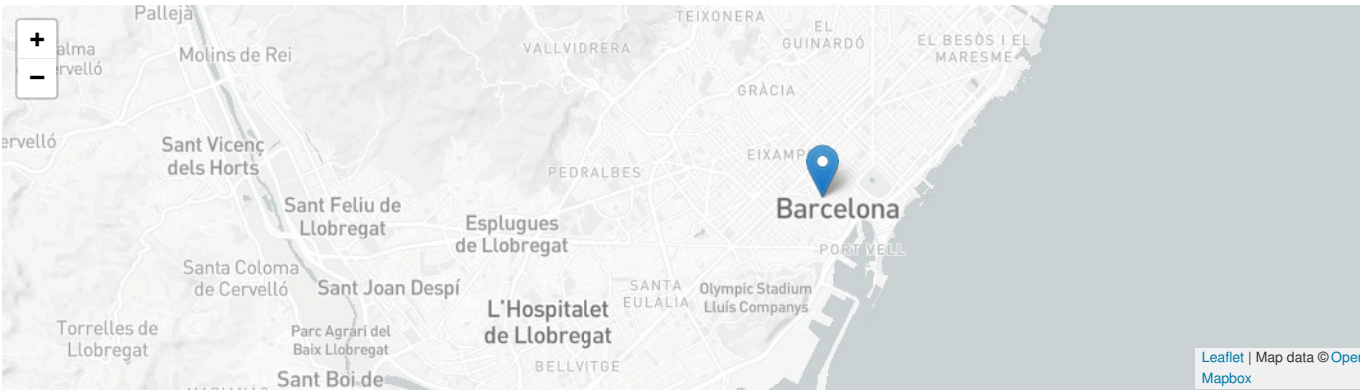 Pallejà
TEIXONERA
EL
GUINARDÓ
+
alma
ervelló
Molins de Rei
VALLVIDRERA
EL BESÒS I EL
MARESME
−
GRÀCIA
ervelló
Sant Vicenç
dels Horts
EIXAMP
PEDRALBES
Sant Feliu de
Llobregat
Barcelona
Esplugues
de Llobregat
PORT VELL
Santa Coloma
de Cervelló
Sant Joan Despí
SANTA
EULÀLIA
Olympic Stadium
Lluís Companys
L'Hospitalet
de Llobregat
Torrelles de
Llobregat
Parc Agrari del
Baix Llobregat
BELLVITGE
Sant Boi de
Leaflet | Map data © Open
Mapbox